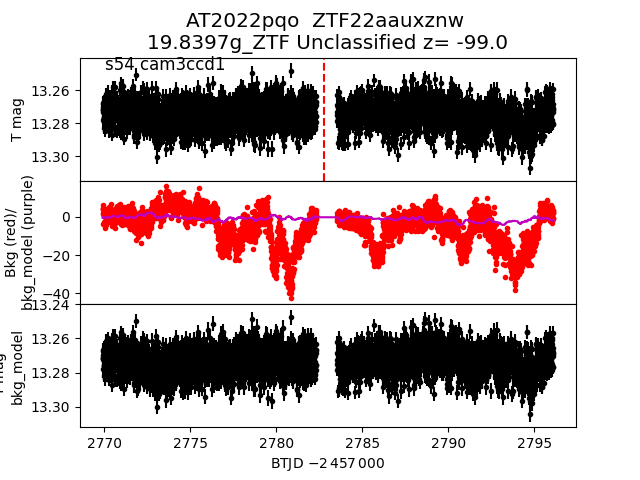 AT2022pqo  ZTF22aauxznw
19.8397g_ZTF Unclassified z= -99.0
s54 cam3ccd1
T mag
13.26
13.28
13.30
Bkg (red)/
bkg_model (purple)
0
−20
−40
bkg_model
13.24
13.26
13.28
13.30
2770
2775
2780
2785
2790
2795
BTJD −2 457 000